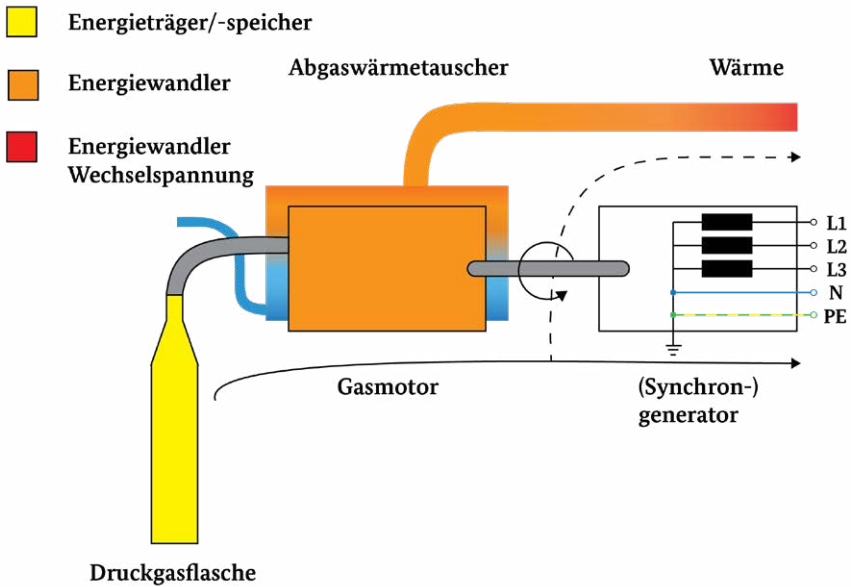 Energieträger/-speicher
Energiewandler
Energiewandler
Wechselspannung
Abgaswärmetauscher
Wärme
L1
L2
L3
N
PE
Gasmotor
(Synchron-)
generator
Druckgasflasche